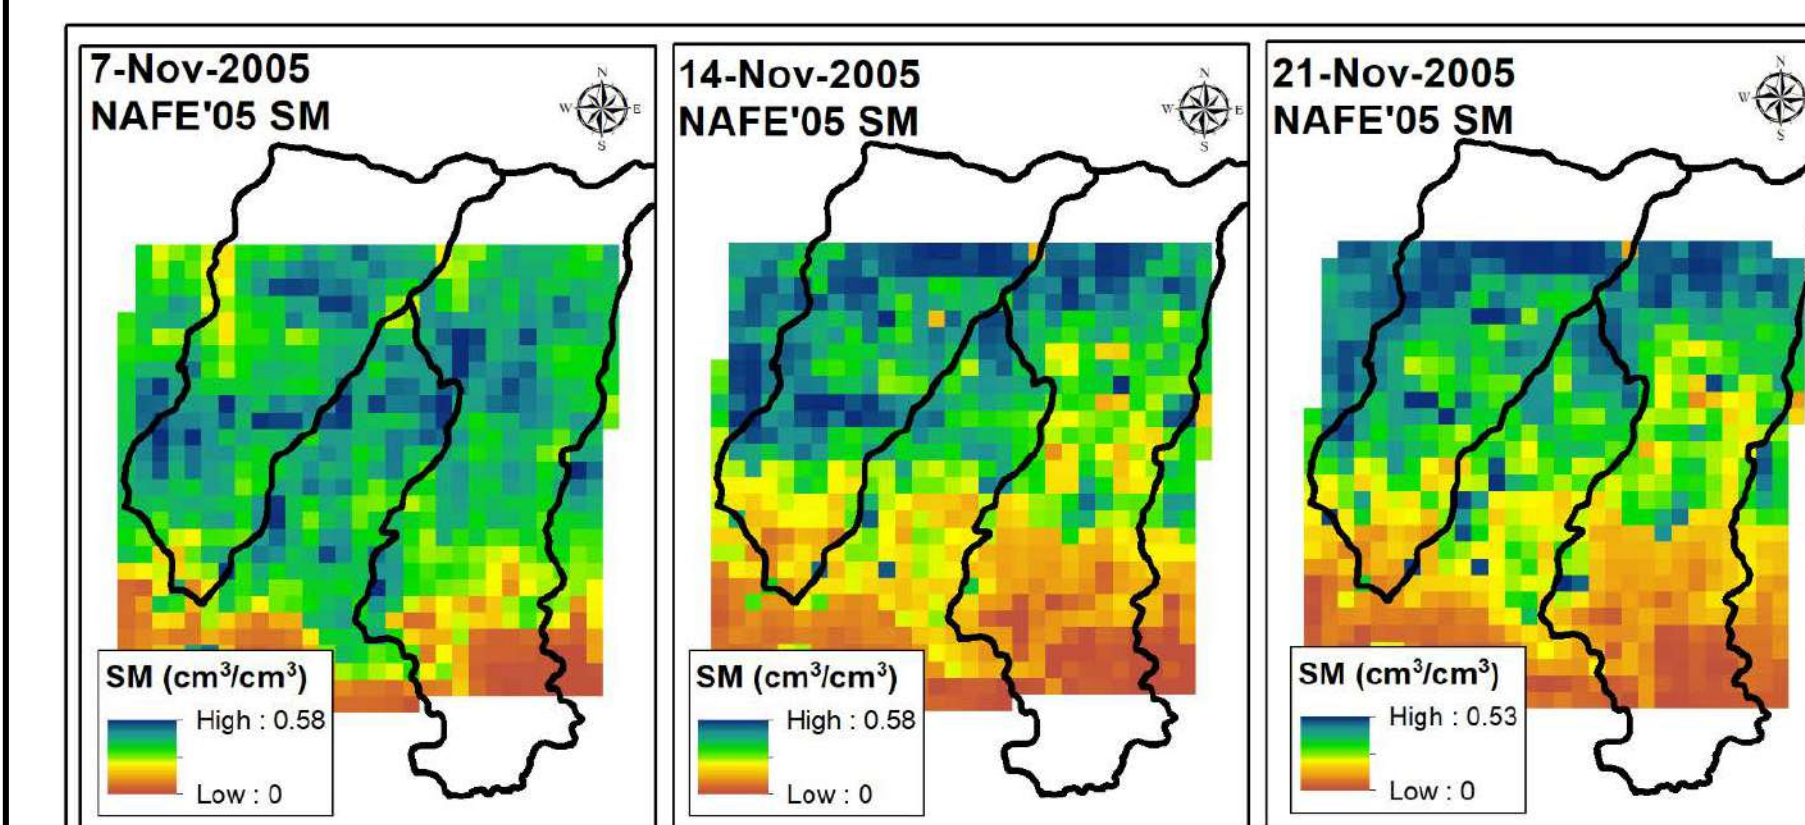 7-Nov-2005
NAFE'05 SM
N
W E
S
SM (cm³/cm³)
High : 0.58
Low : 0
14-Nov-2005
NAFE'05 SM
N
W E
S
SM (cm³/cm³)
High : 0.58
Low : 0
21-Nov-2005
NAFE'05 SM
N
W
S
SM (cm³/cm³)
High : 0.53
Low : 0